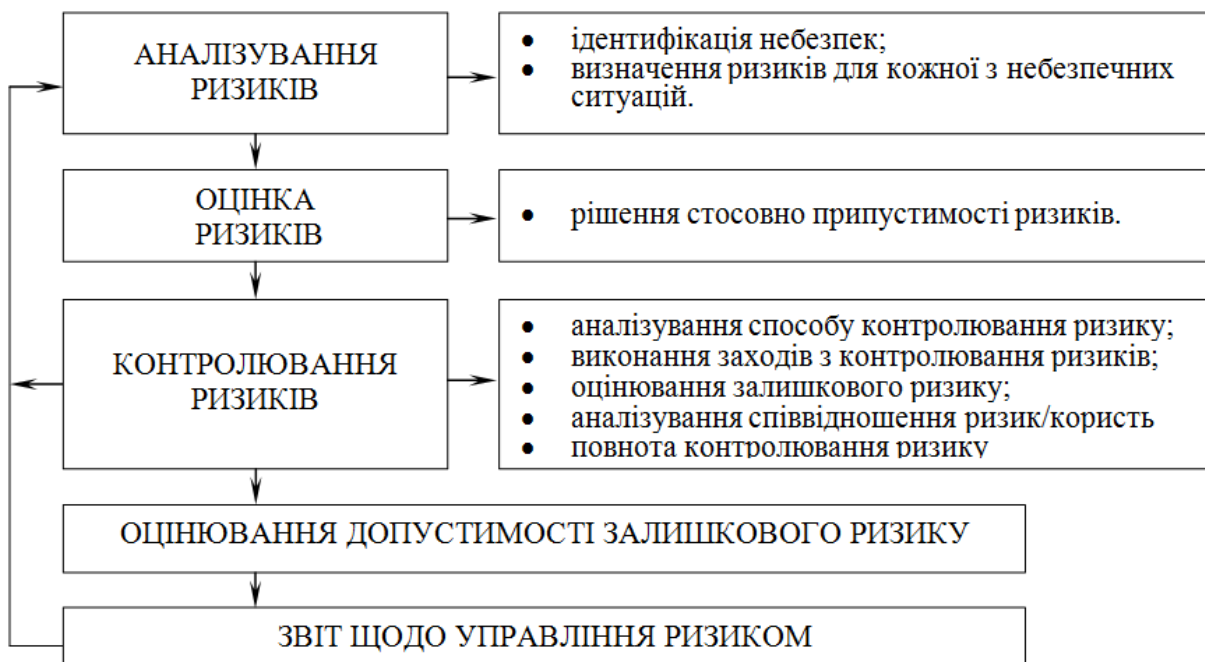 АНАЛІЗУВАННЯ
РИЗИКІВ
• ідентифікація небезпек;
• визначення ризиків для кожної з небезпечних
ситуацій.
ОЦІНКА
РИЗИКІВ
• рішення стосовно припустимості ризиків.
КОНТРОЛЮВАННЯ
РИЗИКІВ
• аналізування способу контролювання ризику;
• виконання заходів з контролювання ризиків;
• оцінювання залишкового ризику;
• аналізування співвідношення ризик/користь
• повнота контролювання ризику
ОЦІНЮВАННЯ ДОПУСТИМОСТІ ЗАЛИШКОВОГО РИЗИКУ
ЗВІТ ЩОДО УПРАВЛІННЯ РИЗИКОМ